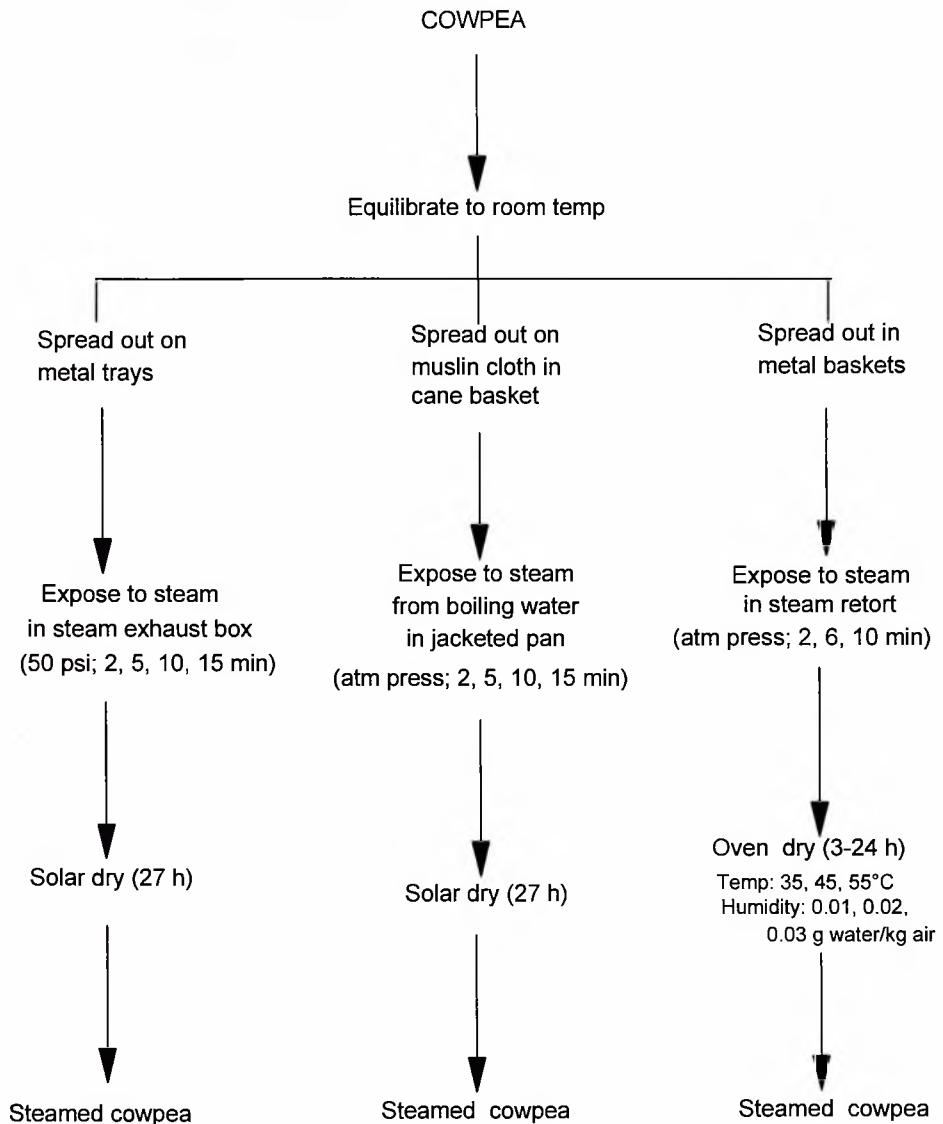 COWPEA
Equilibrate to room temp
Spread out on
metal trays
Expose to steam
in steam exhaust box
(50 psi; 2, 5, 10, 15 min)
Solar dry (27 h)
Steamed cowpea
Spread out on
muslin cloth in
cane basket
Expose to steam
from boiling water
in jacketed pan
(atm press; 2, 5, 10, 15 min)
Solar dry (27 h)
Steamed cowpea
Spread out in
metal baskets
Expose to steam
in steam retort
(atm press; 2, 6, 10 min)
Oven dry (3-24 h)
Temp: 35, 45, 55°C
Humidity: 0.01, 0.02,
0.03 g water/kg air
Steamed cowpea